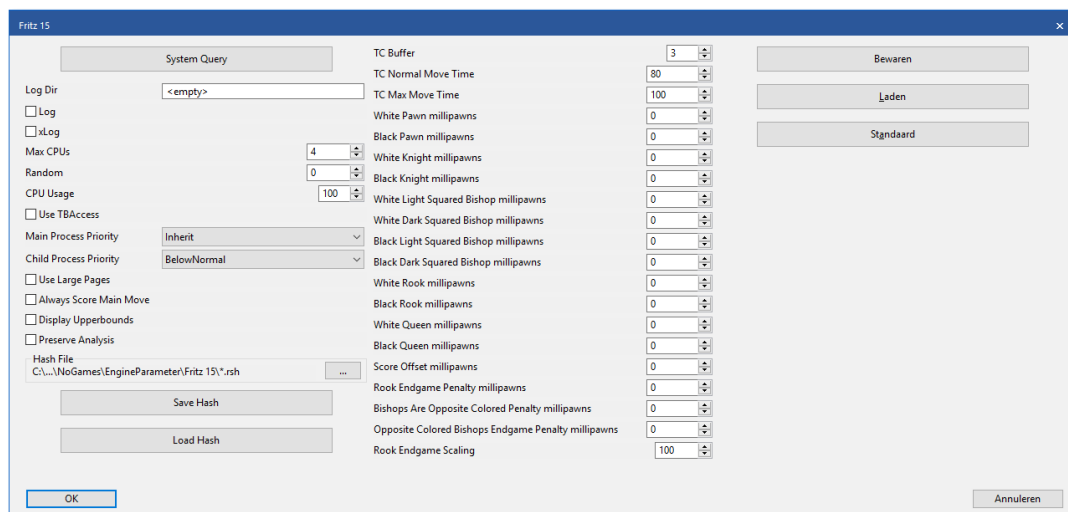 Fritz 15
System Query
Log Dir <empty>
Log
xLog
Max CPUs 4
Random 0
CPU Usage 100
Use TBAccess
Main Process Priority Inherit
Child Process Priority BelowNormal
Use Large Pages
Always Score Main Move
Display Upperbounds
Preserve Analysis
Hash File
C:\...\NoGames\EngineParameter\Fritz 15\*.rsh ...
Save Hash
Load Hash
OK
TC Buffer 3
TC Normal Move Time 80
TC Max Move Time 100
White Pawn millipawns 0
Black Pawn millipawns 0
White Knight millipawns 0
Black Knight millipawns 0
White Light Squared Bishop millipawns 0
White Dark Squared Bishop millipawns 0
Black Light Squared Bishop millipawns 0
Black Dark Squared Bishop millipawns 0
White Rook millipawns 0
Black Rook millipawns 0
White Queen millipawns 0
Black Queen millipawns 0
Score Offset millipawns 0
Rook Endgame Penalty millipawns 0
Bishops Are Opposite Colored Penalty millipawns 0
Opposite Colored Bishops Endgame Penalty millipawns 0
Rook Endgame Scaling 100
Bewaren
Laden
Standaard
Annuleren